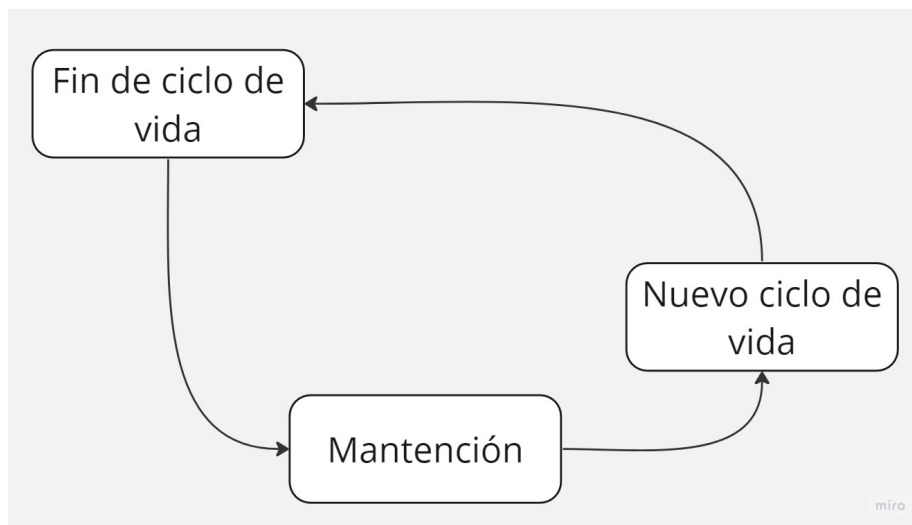 Fin de ciclo de
vida
Nuevo ciclo de
vida
Mantención
miro